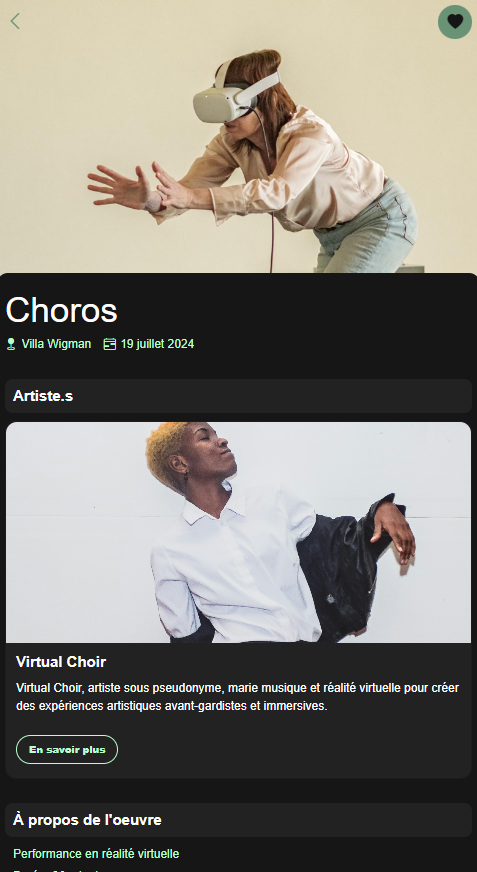 Choros
Villa Wigman 19 juillet 2024
Artiste.s
Virtual Choir
Virtual Choir, artiste sous pseudonyme, marie musique et réalité virtuelle pour créer
des expériences artistiques avant-gardistes et immersives.
En savoir plus
À propos de l'oeuvre
Performance en réalité virtuelle